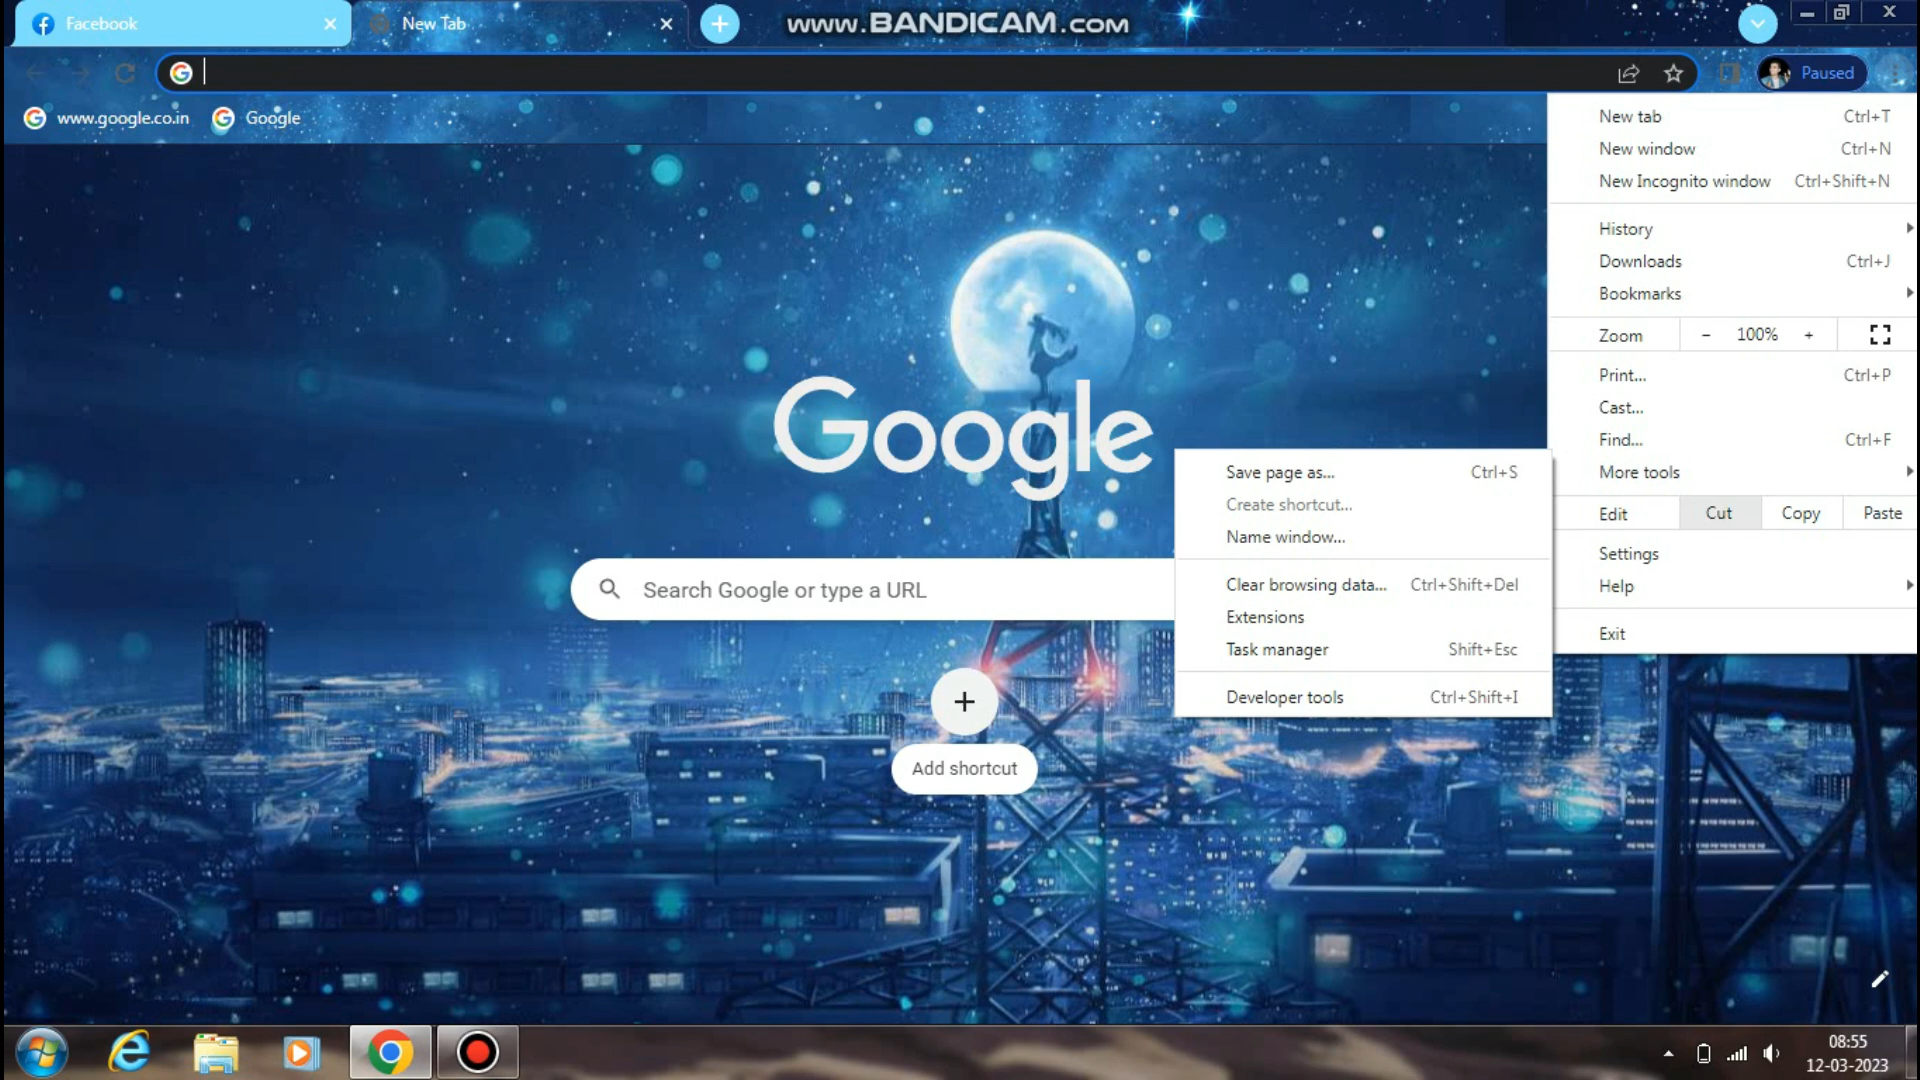 Facebook
New Tab
www.BANDICAM.com
Paused
www.google.co.in
Google
New tab Ctrl+T
New window Ctrl+N
New Incognito window Ctrl+Shift+N
History
Downloads Ctrl+J
Bookmarks
Zoom - 100% +
Print... Ctrl+P
Cast...
Find... Ctrl+F
More tools
Edit Cut Copy Paste
Settings
Help
Exit
Google
Save page as... Ctrl+S
Create shortcut...
Name window...
Clear browsing data... Ctrl+Shift+Del
Extensions
Task manager Shift+Esc
Developer tools Ctrl+Shift+I
Search Google or type a URL
Add shortcut
08:55
12-03-2023